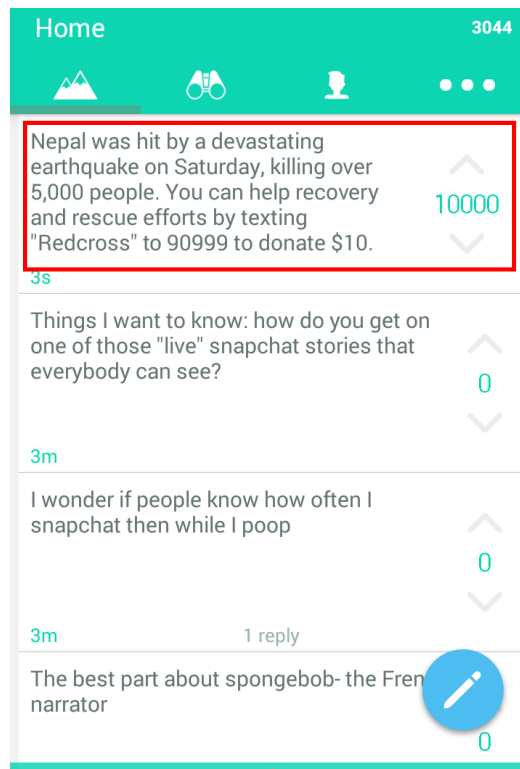 Home
3044
Nepal was hit by a devastating
earthquake on Saturday, killing over
5,000 people. You can help recovery
and rescue efforts by texting
"Redcross" to 90999 to donate $10.
10000
3s
Things I want to know: how do you get on
one of those "live" snapchat stories that
everybody can see?
0
3m
I wonder if people know how often I
snapchat then while I poop
0
3m
1 reply
The best part about spongebob- the Fren
narrator
0